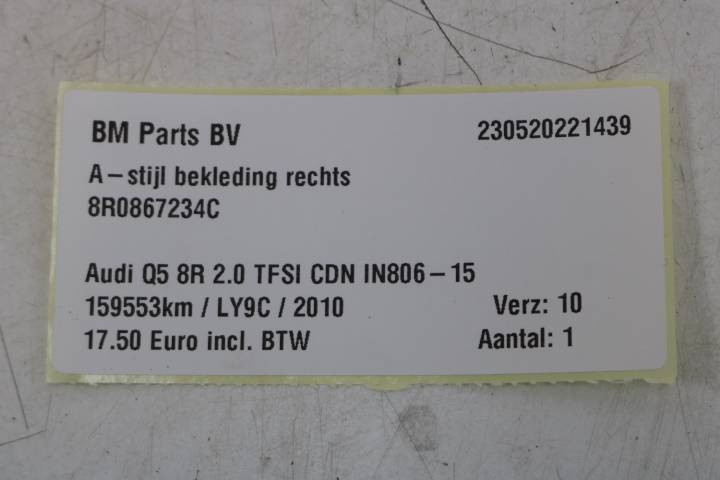 BM Parts BV 230520221439
A-stijl bekleding rechts
8R0867234C
Audi Q5 8R 2.0 TFSI CDN IN806-15
159553km / LY9C / 2010 Verz: 10
17.50 Euro incl. BTW Aantal: 1